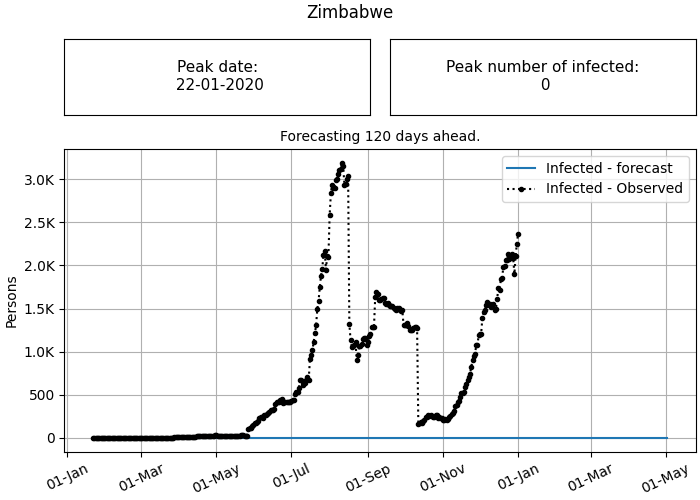 Zimbabwe
Peak date:
22-01-2020
Peak number of infected:
0
Forecasting 120 days ahead.
Infected - forecast
Infected - Observed
Persons
3.0K
2.5K
2.0K
1.5K
1.0K
500
0
01-Jan
01-Mar
01-May
01-Jul
01-Sep
01-Nov
01-Jan
01-Mar
01-May